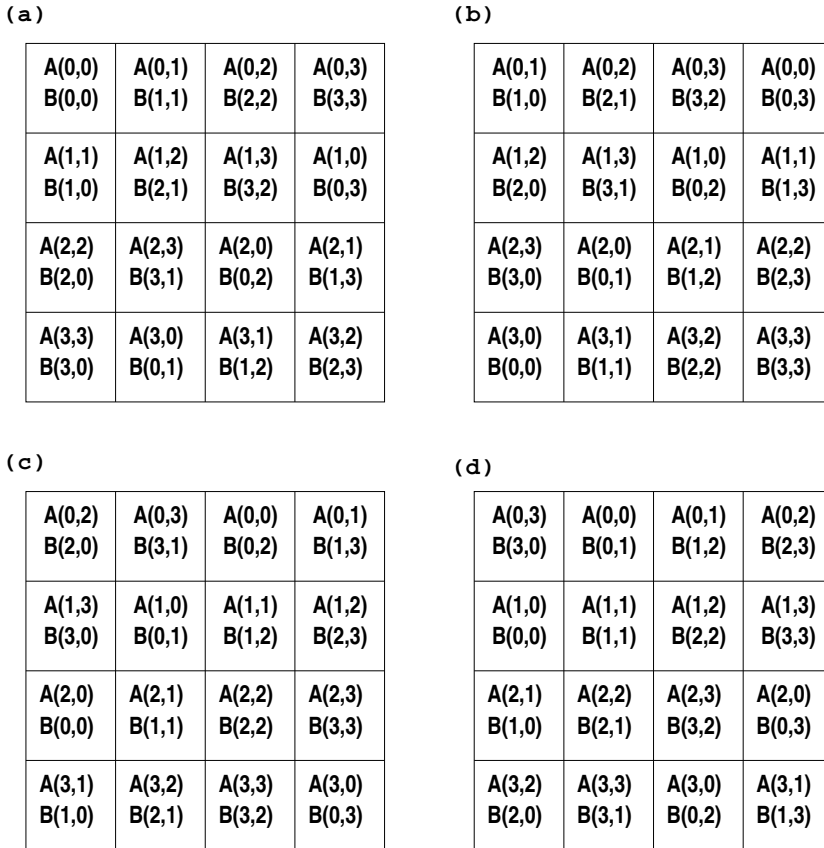 (a)
A(0,0) A(0,1) A(0,2) A(0,3)
B(0,0) B(1,1) B(2,2) B(3,3)
A(1,1) A(1,2) A(1,3) A(1,0)
B(1,0) B(2,1) B(3,2) B(0,3)
A(2,2) A(2,3) A(2,0) A(2,1)
B(2,0) B(3,1) B(0,2) B(1,3)
A(3,3) A(3,0) A(3,1) A(3,2)
B(3,0) B(0,1) B(1,2) B(2,3)
(b)
A(0,1) A(0,2) A(0,3) A(0,0)
B(1,0) B(2,1) B(3,2) B(0,3)
A(1,2) A(1,3) A(1,0) A(1,1)
B(2,0) B(3,1) B(0,2) B(1,3)
A(2,3) A(2,0) A(2,1) A(2,2)
B(3,0) B(0,1) B(1,2) B(2,3)
A(3,0) A(3,1) A(3,2) A(3,3)
B(0,0) B(1,1) B(2,2) B(3,3)
(c)
A(0,2) A(0,3) A(0,0) A(0,1)
B(2,0) B(3,1) B(0,2) B(1,3)
A(1,3) A(1,0) A(1,1) A(1,2)
B(3,0) B(0,1) B(1,2) B(2,3)
A(2,0) A(2,1) A(2,2) A(2,3)
B(0,0) B(1,1) B(2,2) B(3,3)
A(3,1) A(3,2) A(3,3) A(3,0)
B(1,0) B(2,1) B(3,2) B(0,3)
(d)
A(0,3) A(0,0) A(0,1) A(0,2)
B(3,0) B(0,1) B(1,2) B(2,3)
A(1,0) A(1,1) A(1,2) A(1,3)
B(0,0) B(1,1) B(2,2) B(3,3)
A(2,1) A(2,2) A(2,3) A(2,0)
B(1,0) B(2,1) B(3,2) B(0,3)
A(3,2) A(3,3) A(3,0) A(3,1)
B(2,0) B(3,1) B(0,2) B(1,3)